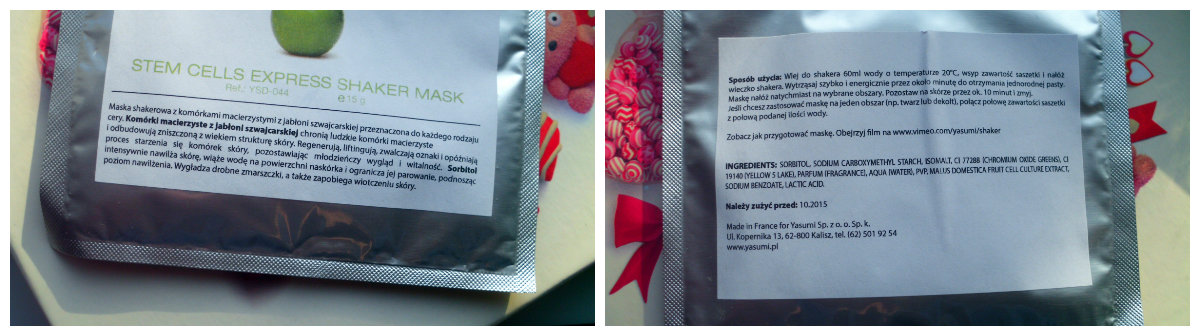 STEM CELLS EXPRESS SHAKER MASK
Ref.: YSD-044
℮15 g
Maska shakerowa z komórkami macierzystymi z jabłoni szwajcarskiej przeznaczona do każdego rodzaju
cery. Komórki macierzyste z jabłoni szwajcarskiej chronią ludzkie komórki macierzyste
i odbudowują zniszczoną z wiekiem strukturę skóry. Regenerują, liftingują, zwalczają oznaki i opóźniają
proces starzenia się komórek skóry, pozostawiając młodzieńczy wygląd i witalność. Sorbitol
intensywnie nawilża skórę, wiąże wodę na powierzchni naskórka i ogranicza jej parowanie, podnosząc
poziom nawilżenia. Wygładza drobne zmarszczki, a także zapobiega wiotczeniu skóry.
Sposób użycia: Wlej do shakera 60ml wody o temperaturze 20°C, wsyp zawartość saszetki i nałóż
wieczko shakera. Wytrząsaj szybko i energicznie przez około minutę do otrzymania jednorodnej pasty.
Maskę nałóż natychmiast na wybrane obszary. Pozostaw na skórze przez ok. 10 minut i zmyj.
Jeśli chcesz zastosować maskę na jeden obszar (np. twarz lub dekolt), połącz połowę zawartości saszetki
z połową podanej ilości wody.
Zobacz jak przygotować maskę. Obejrzyj film na www.vimeo.com/yasumi/shaker
INGREDIENTS: SORBITOL, SODIUM CARBOXYMETHYL STARCH, ISOMALT, CI 77288 (CHROMIUM OXIDE GREENS), CI
19140 (YELLOW 5 LAKE), PARFUM (FRAGRANCE), AQUA (WATER), PVP, MALUS DOMESTICA FRUIT CELL CULTURE EXTRACT,
SODIUM BENZOATE, LACTIC ACID.
Należy zużyć przed: 10.2015
Made in France for Yasumi Sp. z o. o. Sp. k.
Ul. Kopernika 13, 62-800 Kalisz, tel. (62) 501 92 54
www.yasumi.pl